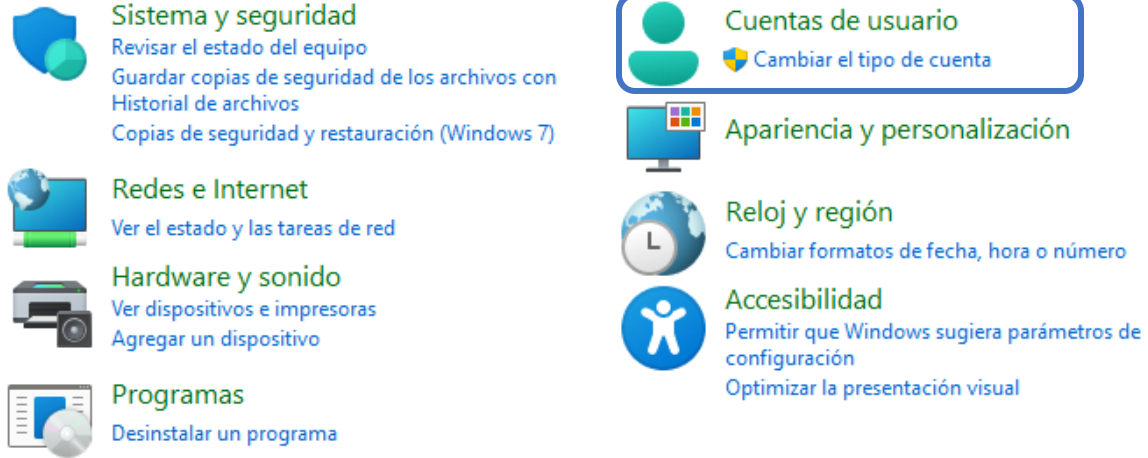 Sistema y seguridad
Revisar el estado del equipo
Guardar copias de seguridad de los archivos con
Historial de archivos
Copias de seguridad y restauración (Windows 7)
Redes e Internet
Ver el estado y las tareas de red
Hardware y sonido
Ver dispositivos e impresoras
Agregar un dispositivo
Programas
Desinstalar un programa
Cuentas de usuario
Cambiar el tipo de cuenta
Apariencia y personalización
Reloj y región
Cambiar formatos de fecha, hora o número
Accesibilidad
Permitir que Windows sugiera parámetros de
configuración
Optimizar la presentación visual